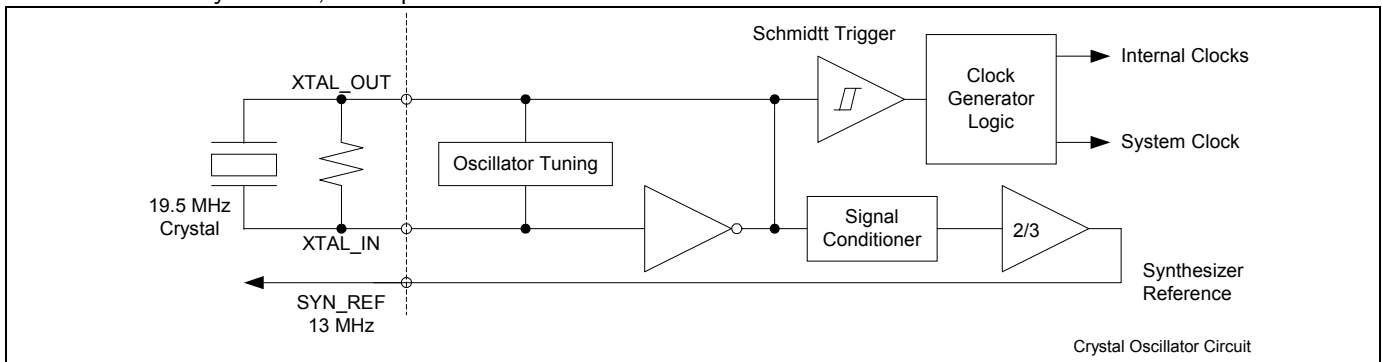 Schmidtt Trigger
XTAL_OUT
Clock
Generator
Logic
Internal Clocks
System Clock
Oscillator Tuning
19.5 MHz
Crystal
XTAL_IN
Signal
Conditioner
2/3
SYN_REF
13 MHz
Synthesizer
Reference
Crystal Oscillator Circuit